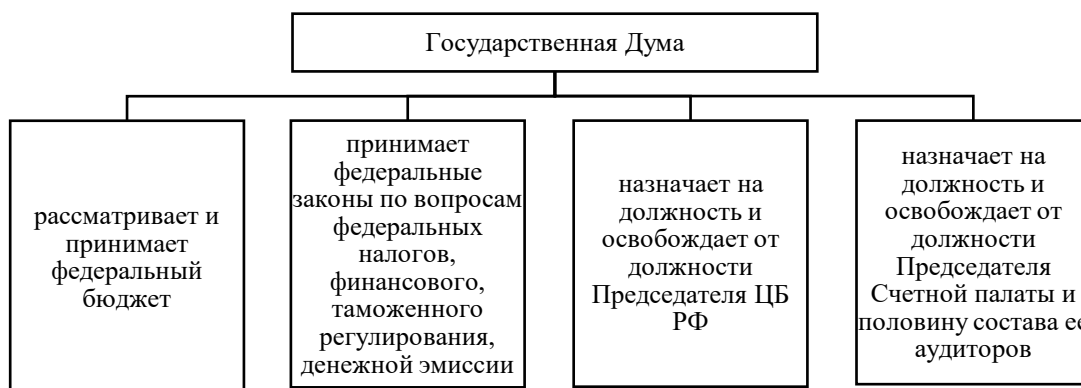 Государственная Дума
рассматривает и
принимает
федеральный
бюджет
принимает
федеральные
законы по вопросам
федеральных
налогов,
финансового,
таможенного
регулирования,
денежной эмиссии
назначает на
должность и
освобождает от
должности
Председателя ЦБ
РФ
назначает на
должность и
освобождает от
должности
Председателя
Счетной палаты и
половину состава ее
аудиторов